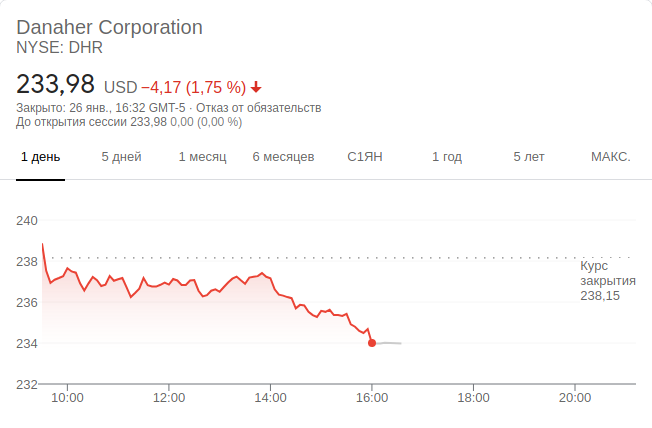 Danaher Corporation
NYSE: DHR
233,98 USD −4,17 (1,75 %)
Закрыто: 26 янв., 16:32 GMT-5 · Отказ от обязательств
До открытия сессии 233,98 0,00 (0,00 %)
1 день 5 дней 1 месяц 6 месяцев С1ЯН 1 год 5 лет МАКС.
240
238
Курс
закрытия
238,15
236
234
232
10:00 12:00 14:00 16:00 18:00 20:00